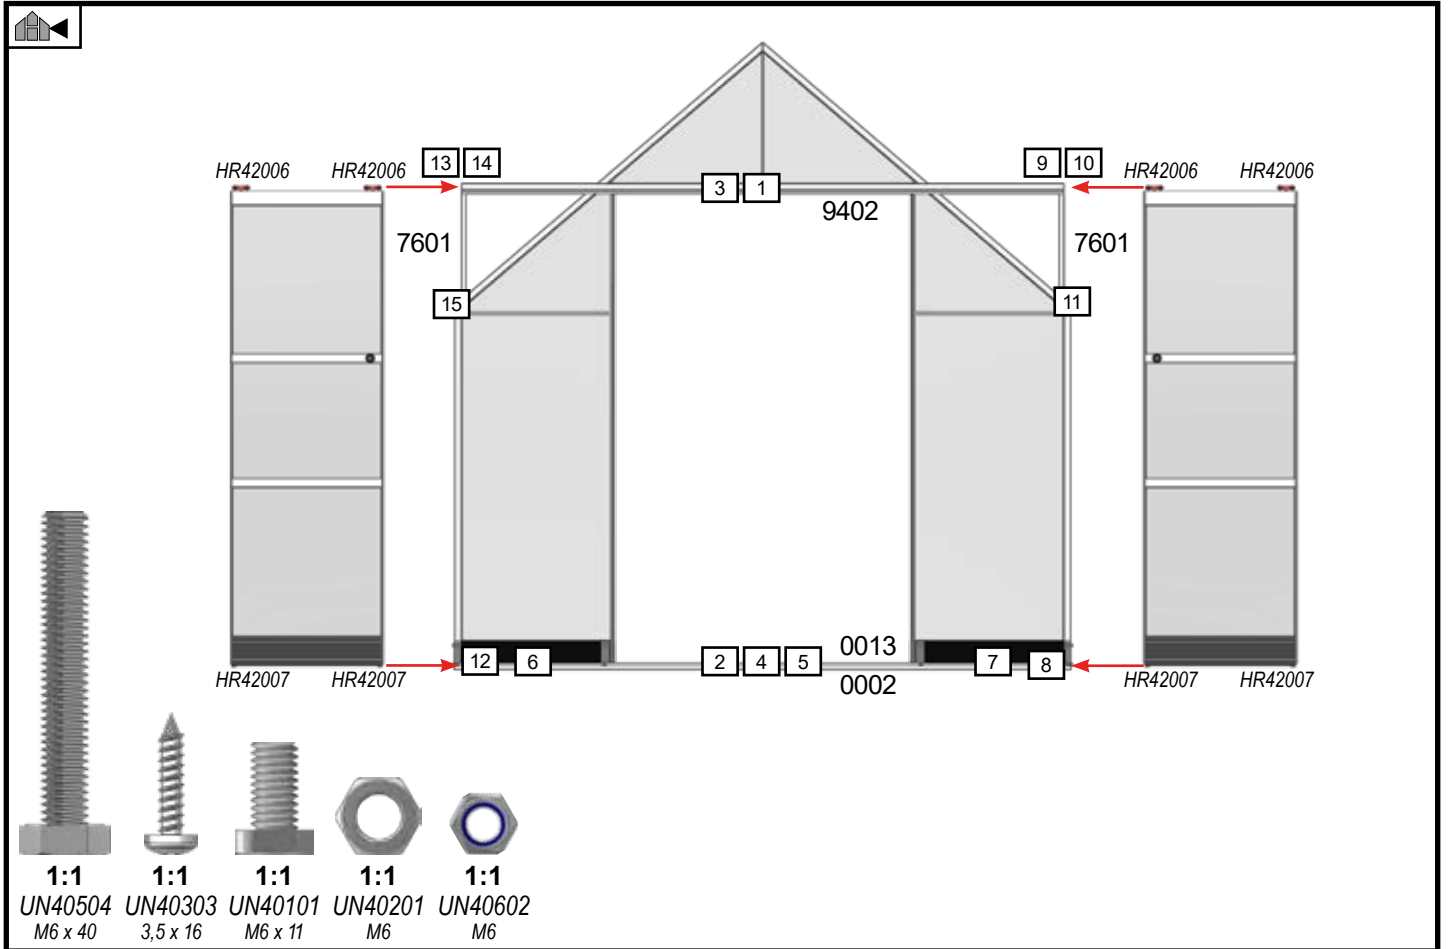 HR42006 HR42006 13 14 9 10 HR42006 HR42006
3 1
9402
7601 7601
15 11
0013
12 6 2 4 5 7 8
0002
HR42007 HR42007 HR42007 HR42007
1:1 1:1 1:1 1:1 1:1
UN40504 UN40303 UN40101 UN40201 UN40602
M6 x 40 3,5 x 16 M6 x 11 M6 M6